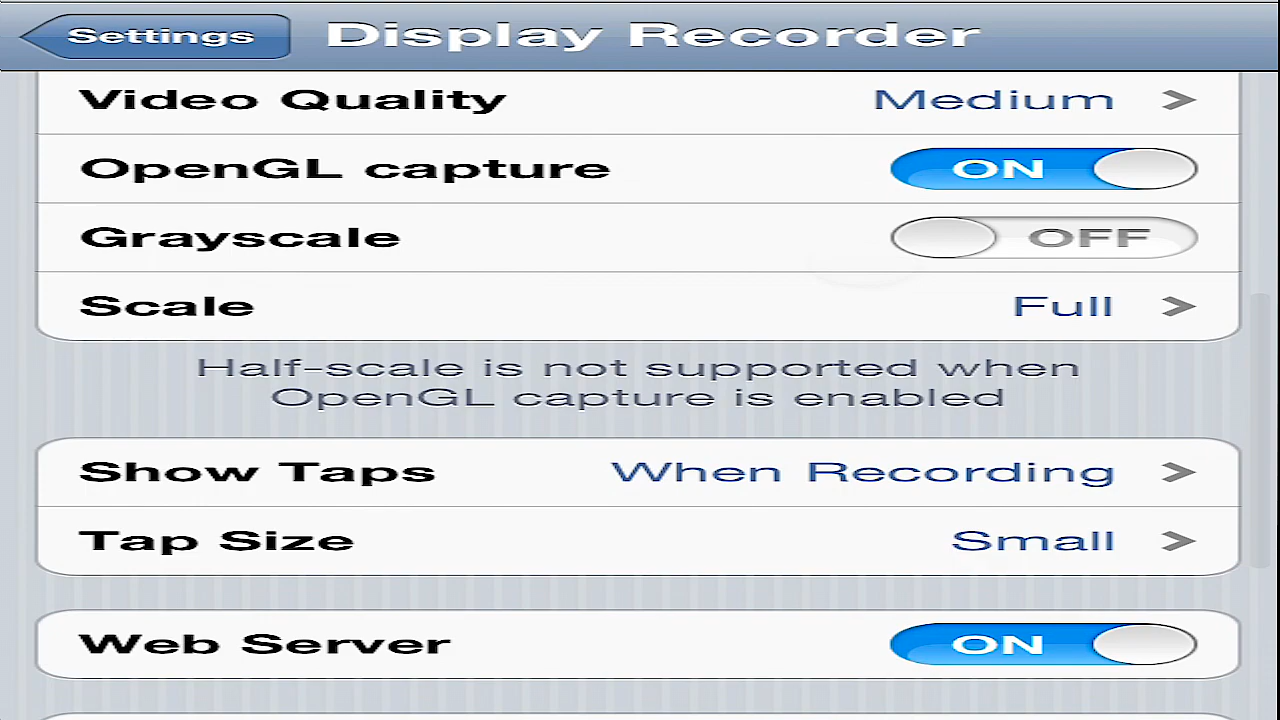 Settings
Display Recorder
Video Quality Medium
OpenGL capture ON
Grayscale OFF
Scale Full
Half-scale is not supported when
OpenGL capture is enabled
Show Taps When Recording
Tap Size Small
Web Server ON